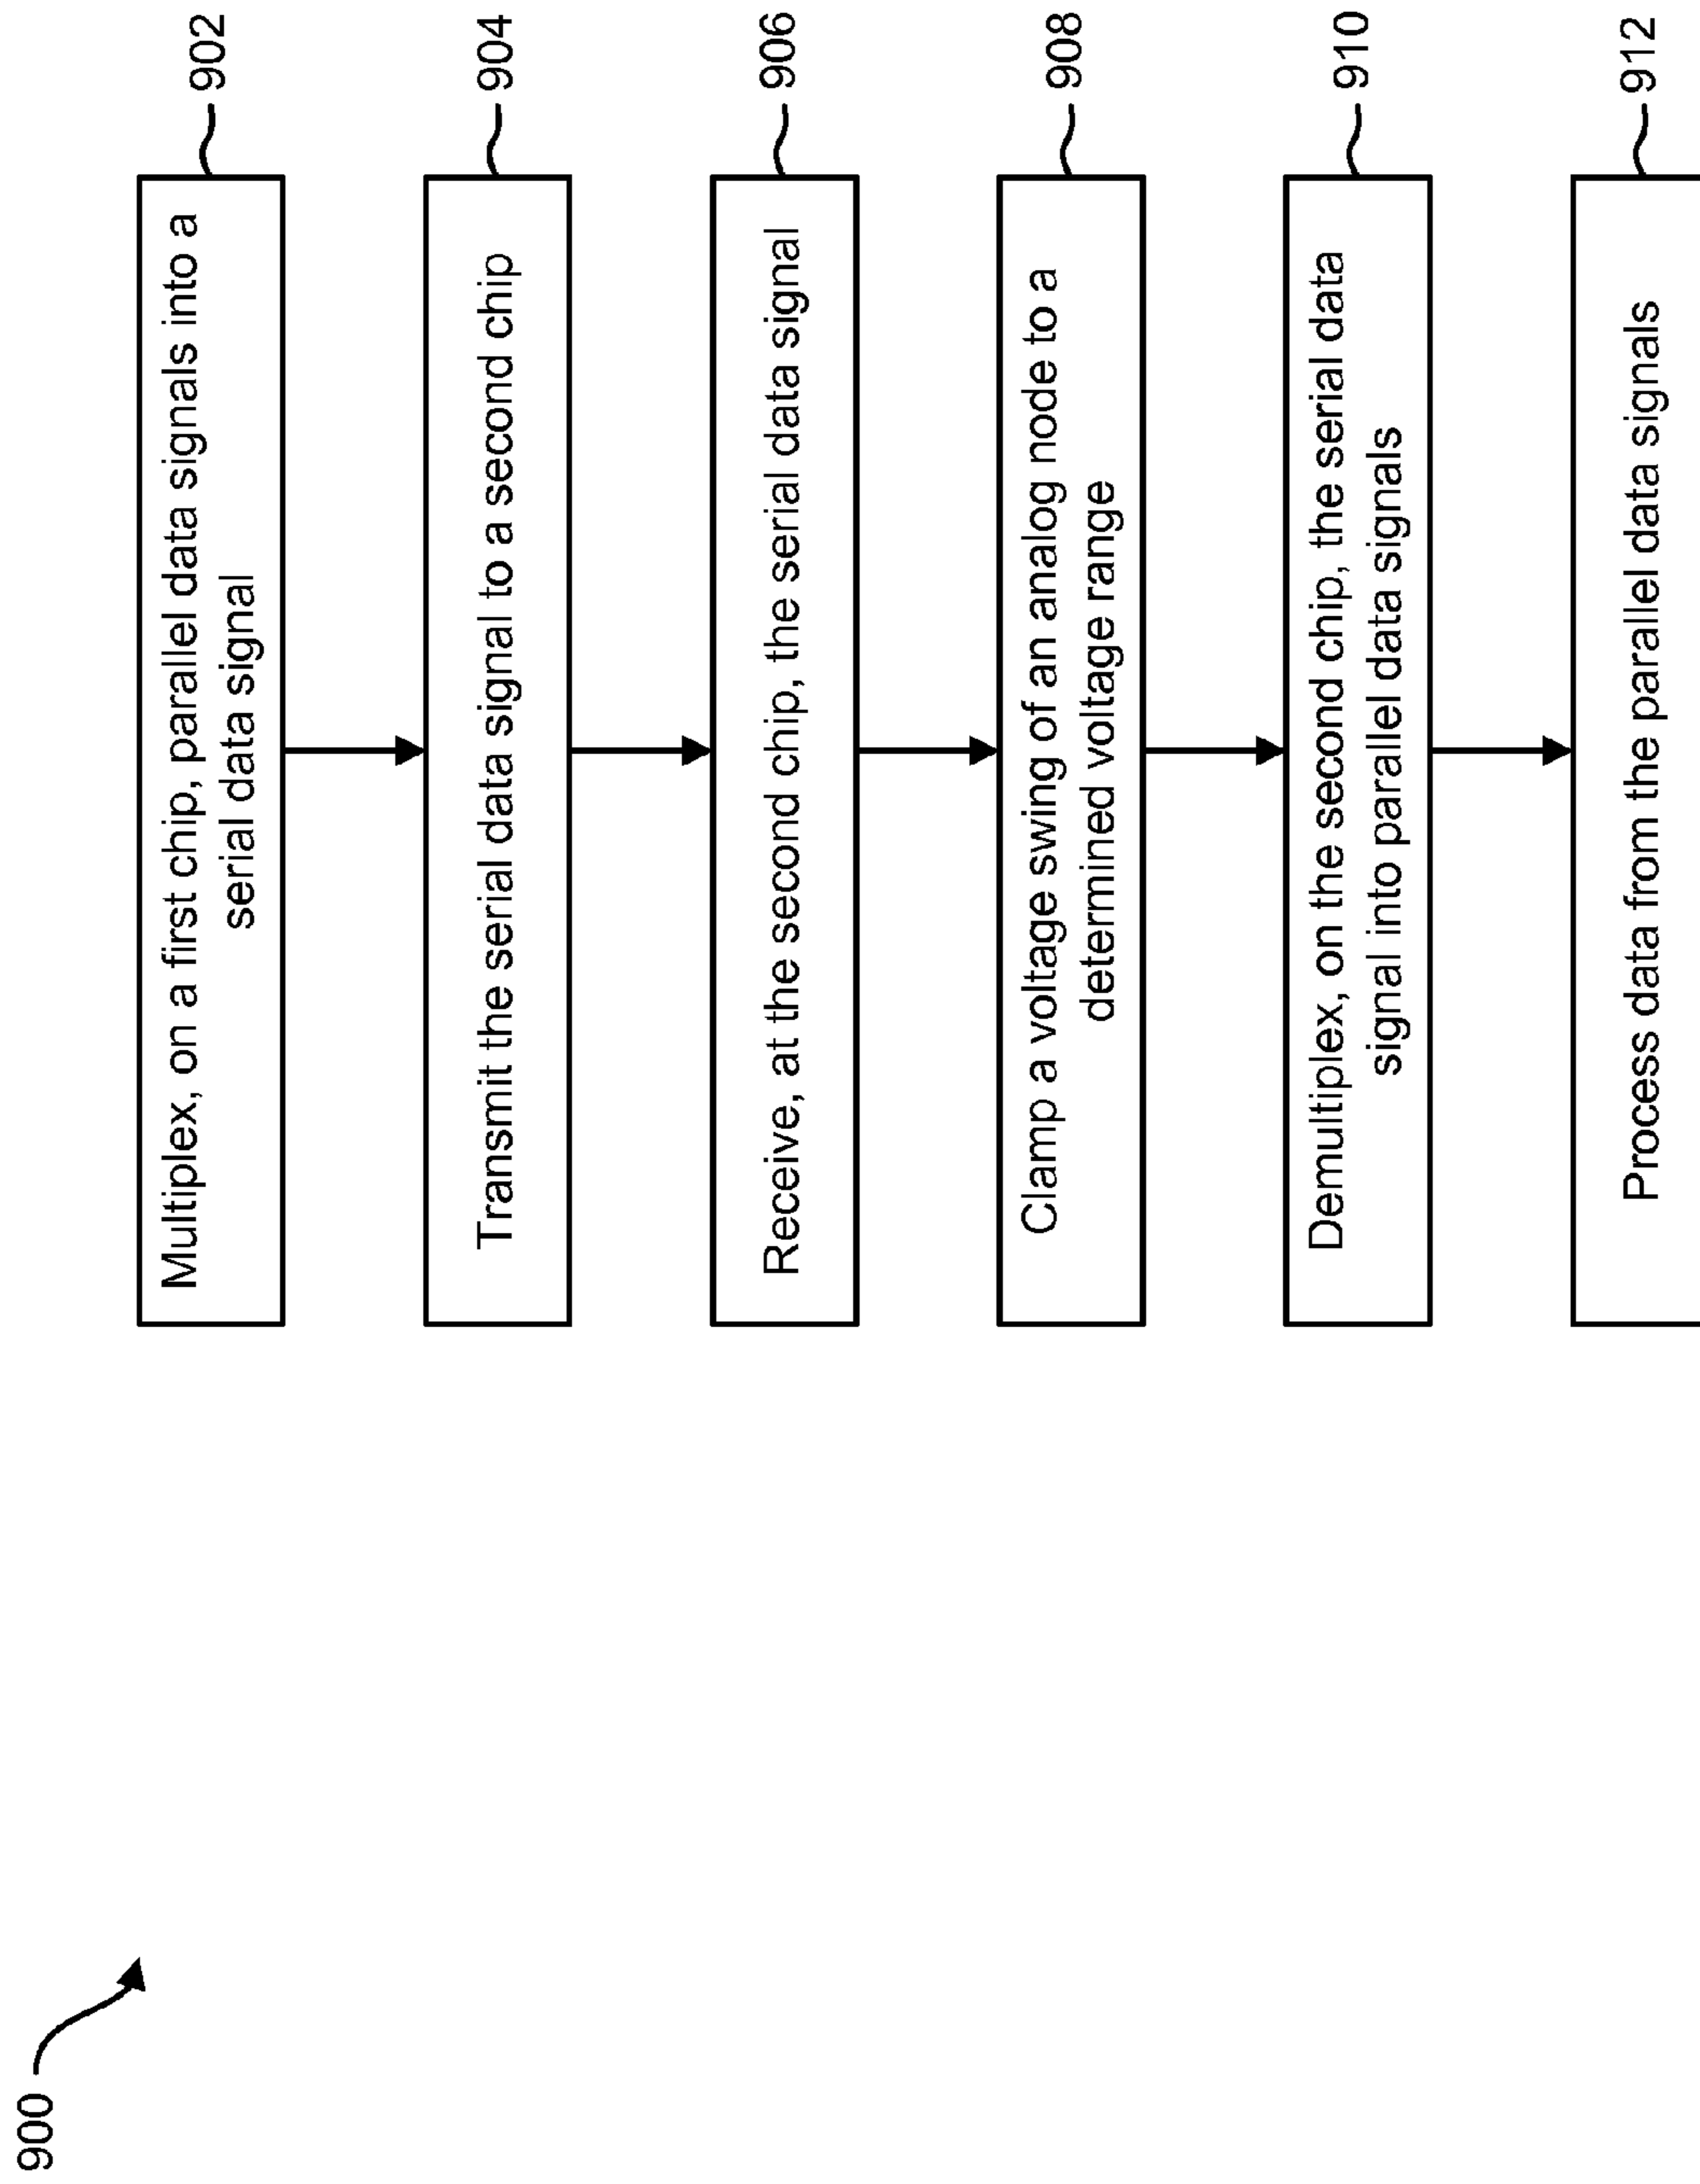 900
Multiplex, on a first chip, parallel data signals into a
serial data signal
902
Transmit the serial data signal to a second chip
904
Receive, at the second chip, the serial data signal
906
Clamp a voltage swing of an analog node to a
determined voltage range
908
Demultiplex, on the second chip, the serial data
signal into parallel data signals
910
Process data from the parallel data signals
912